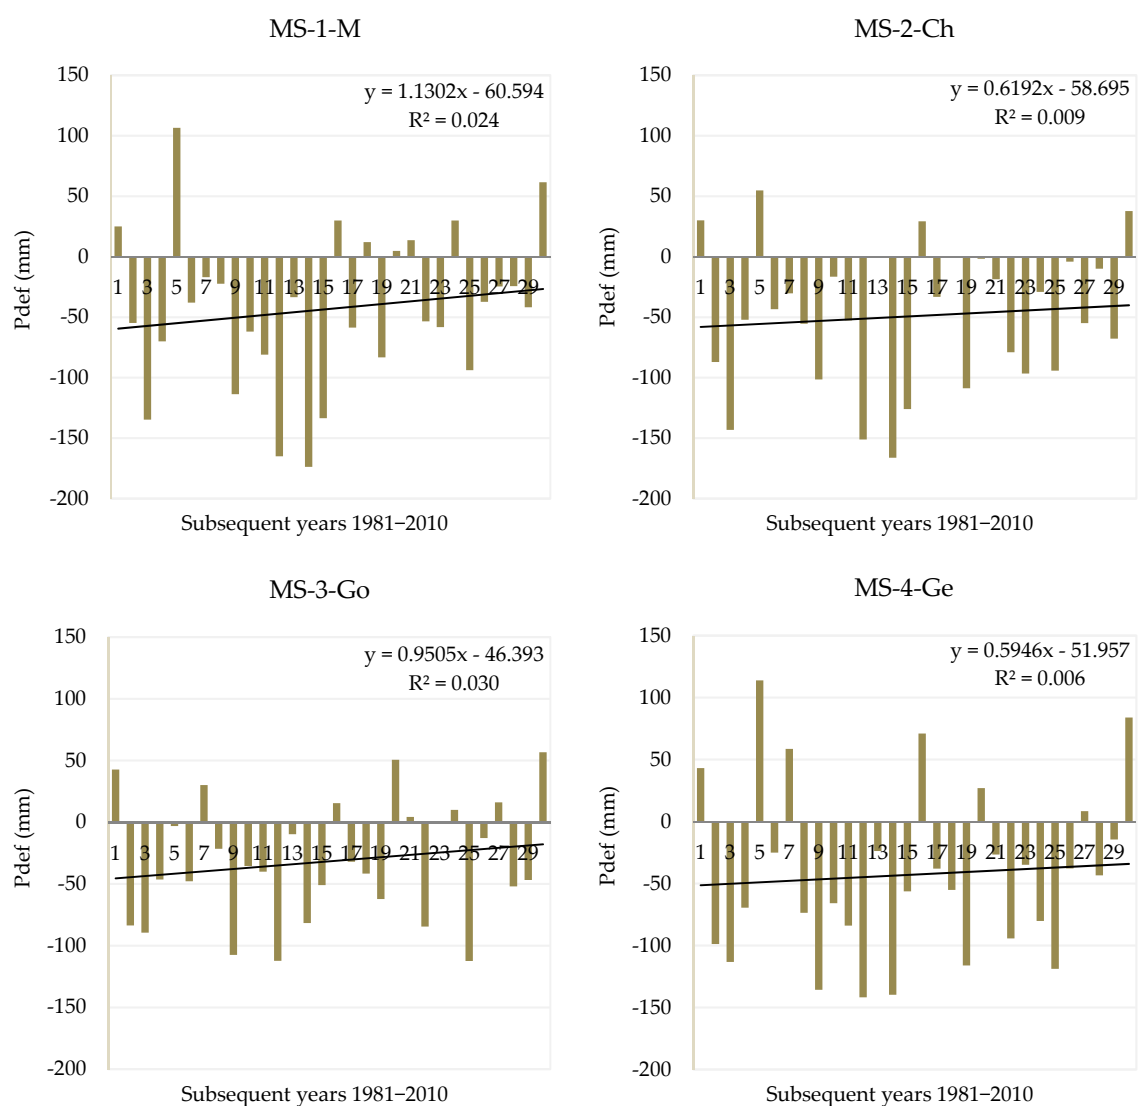 MS-1-M
150
100
50
0
-50
-100
-150
-200
Pdef (mm)
y = 1.1302x - 60.594
R² = 0.024
1 3 5 7 9 11 13 15 17 19 21 23 25 27 29
Subsequent years 1981–2010
MS-2-Ch
150
100
50
0
-50
-100
-150
-200
Pdef (mm)
y = 0.6192x - 58.695
R² = 0.009
1 3 5 7 9 11 13 15 17 19 21 23 25 27 29
Subsequent years 1981–2010
MS-3-Go
150
100
50
0
-50
-100
-150
-200
Pdef (mm)
y = 0.9505x - 46.393
R² = 0.030
1 3 5 7 9 11 13 15 17 19 21 23 25 27 29
Subsequent years 1981–2010
MS-4-Ge
150
100
50
0
-50
-100
-150
-200
Pdef (mm)
y = 0.5946x - 51.957
R² = 0.006
1 3 5 7 9 11 13 15 17 19 21 23 25 27 29
Subsequent years 1981–2010